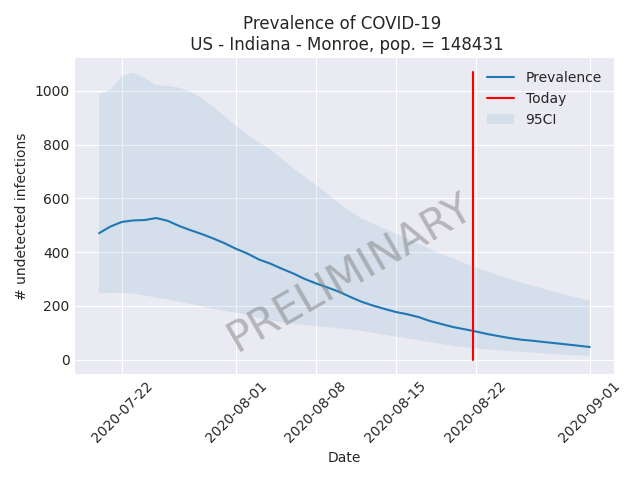 Prevalence of COVID-19
US - Indiana - Monroe, pop. = 148431
# undetected infections
1000
800
600
400
200
0
Prevalence
Today
95CI
PRELIMINARY
2020-07-22
2020-08-01
2020-08-08
2020-08-15
2020-08-22
2020-09-01
Date